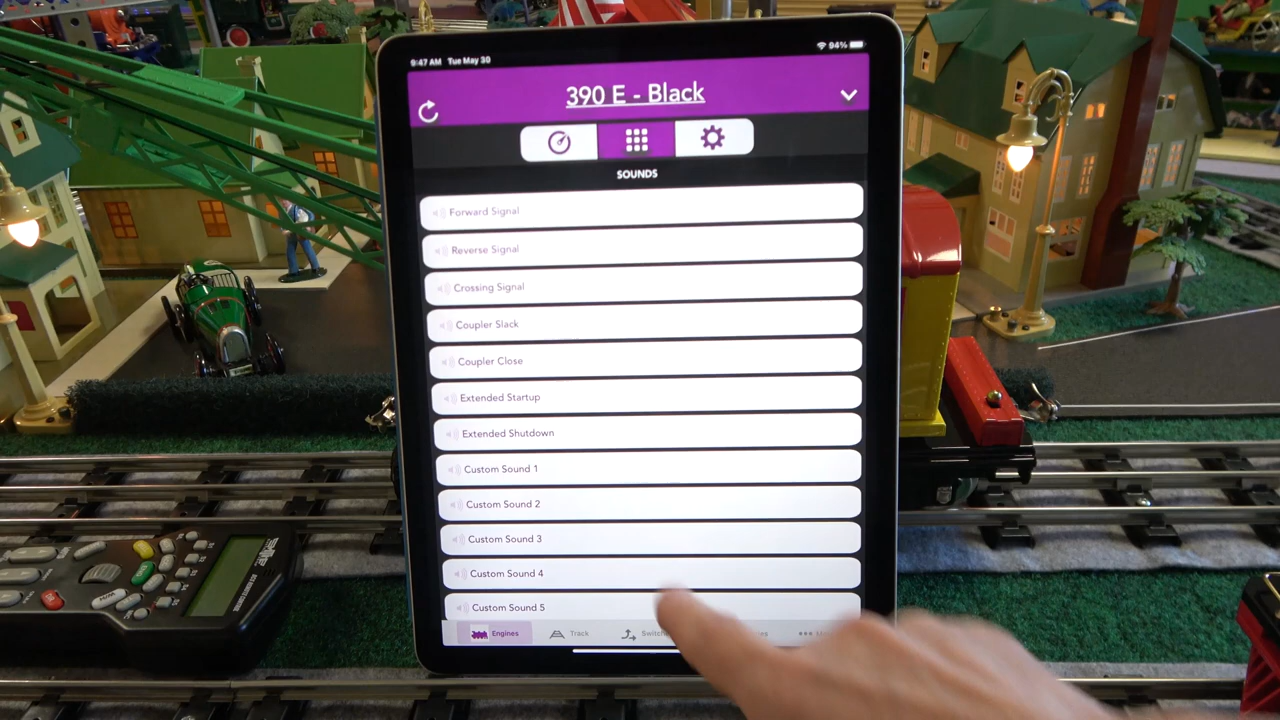 9:47 AM Tue May 30
94%
390 E - Black
SOUNDS
Forward Signal
Reverse Signal
Crossing Signal
Coupler Slack
Coupler Close
Extended Startup
Extended Shutdown
Custom Sound 1
Custom Sound 2
Custom Sound 3
Custom Sound 4
Custom Sound 5
Engines Track